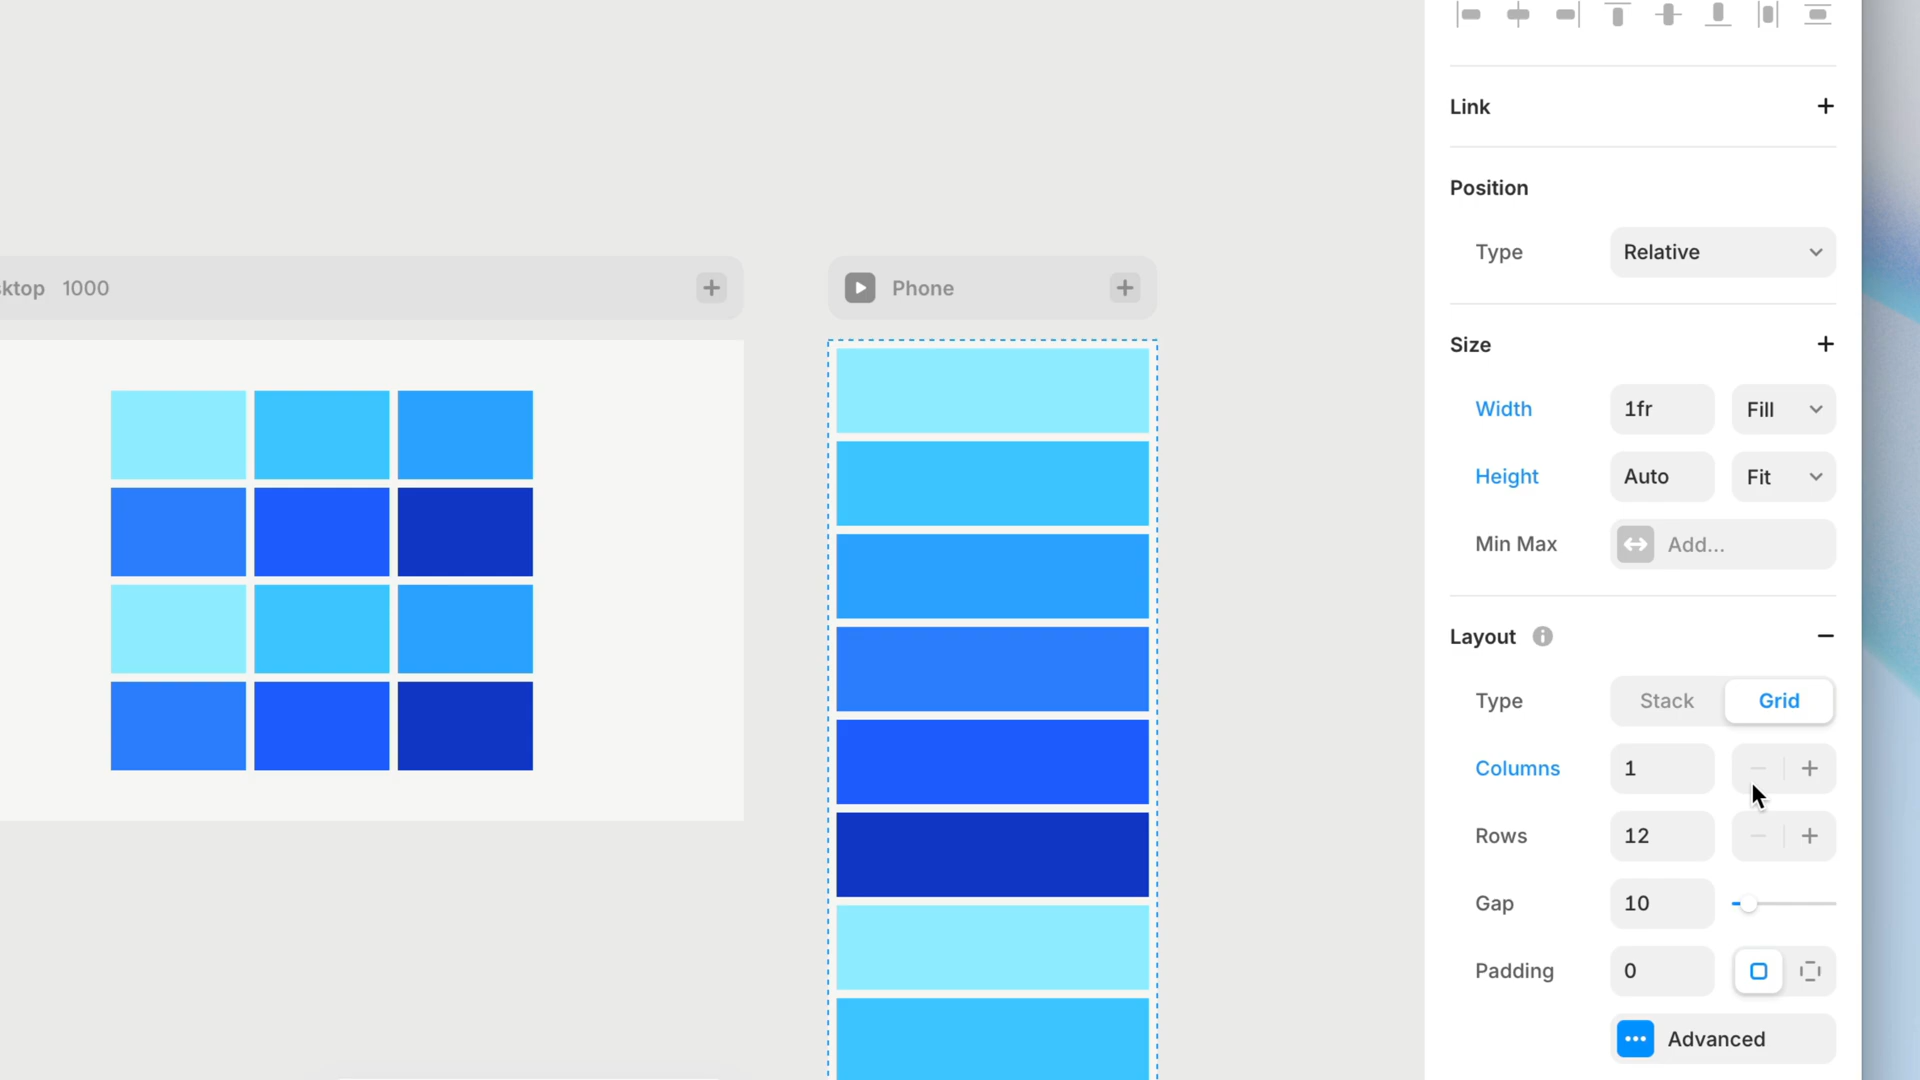 Link
Position
Type Relative
sktop 1000
Phone
Size
Width 1fr Fill
Height Auto Fit
Min Max Add...
Layout
Type Stack Grid
Columns 1
Rows 12
Gap 10
Padding 0
Advanced